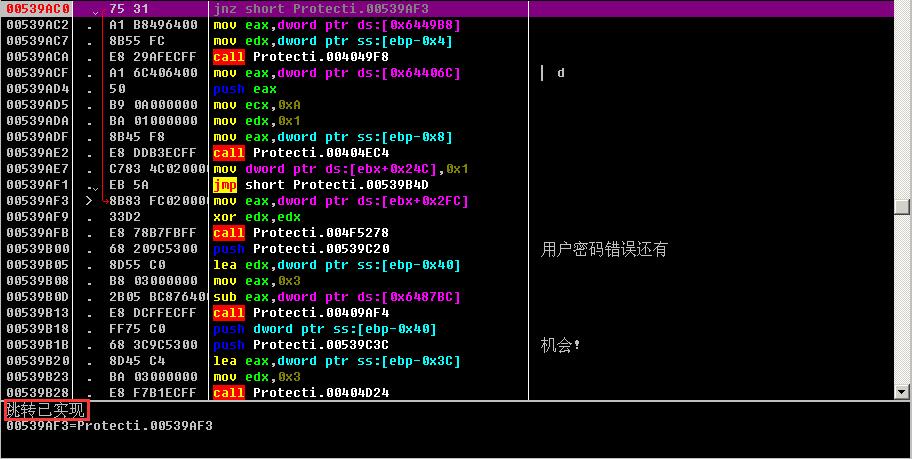 00539AC0 . 75 31 jnz short Protecti.00539AF3
00539AC2 . A1 B8496400 mov eax,dword ptr ds:[0x6449B8]
00539AC7 . 8B55 FC mov edx,dword ptr ss:[ebp-0x4]
00539ACA . E8 29AFECFF call Protecti.004049F8
00539ACF . A1 6C406400 mov eax,dword ptr ds:[0x64406C] | d
00539AD4 . 50 push eax
00539AD5 . B9 0A000000 mov ecx,0xA
00539ADA . BA 01000000 mov edx,0x1
00539ADF . 8B45 F8 mov eax,dword ptr ss:[ebp-0x8]
00539AE2 . E8 DDB3ECFF call Protecti.00404EC4
00539AE7 . C783 4C020000 mov dword ptr ds:[ebx+0x24C],0x1
00539AF1 . EB 5A jmp short Protecti.00539B4D
00539AF3 > 8B83 FC020000 mov eax,dword ptr ds:[ebx+0x2FC]
00539AF9 . 33D2 xor edx,edx
00539AFB . E8 78B7FBFF call Protecti.004F5278
00539B00 . 68 209C5300 push Protecti.00539C20 用户密码错误还有
00539B05 . 8D55 C0 lea edx,dword ptr ss:[ebp-0x40]
00539B08 . B8 03000000 mov eax,0x3
00539B0D . 2B05 BC876400 sub eax,dword ptr ds:[0x6487BC]
00539B13 . E8 DCFFECFF call Protecti.00409AF4
00539B18 . FF75 C0 push dword ptr ss:[ebp-0x40]
00539B1B . 68 3C9C5300 push Protecti.00539C3C 机会!
00539B20 . 8D45 C4 lea eax,dword ptr ss:[ebp-0x3C]
00539B23 . BA 03000000 mov edx,0x3
00539B28 . E8 F7B1ECFF call Protecti.00404D24
跳转已实现
00539AF3=Protecti.00539AF3